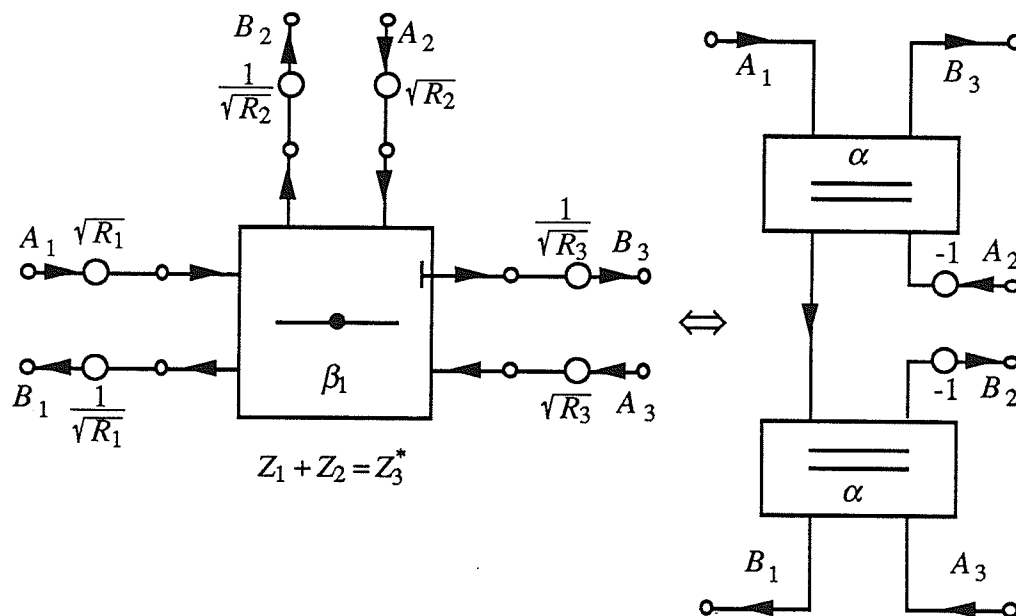 B₂
A₂
1/√R₂
√R₂
A₁
√R₁
1/√R₃
B₃
β₁
B₁
1/√R₁
√R₃
A₃
Z₁ + Z₂ = Z₃*
⇔
A₁
B₃
α
-1
A₂
-1
B₂
α
B₁
A₃